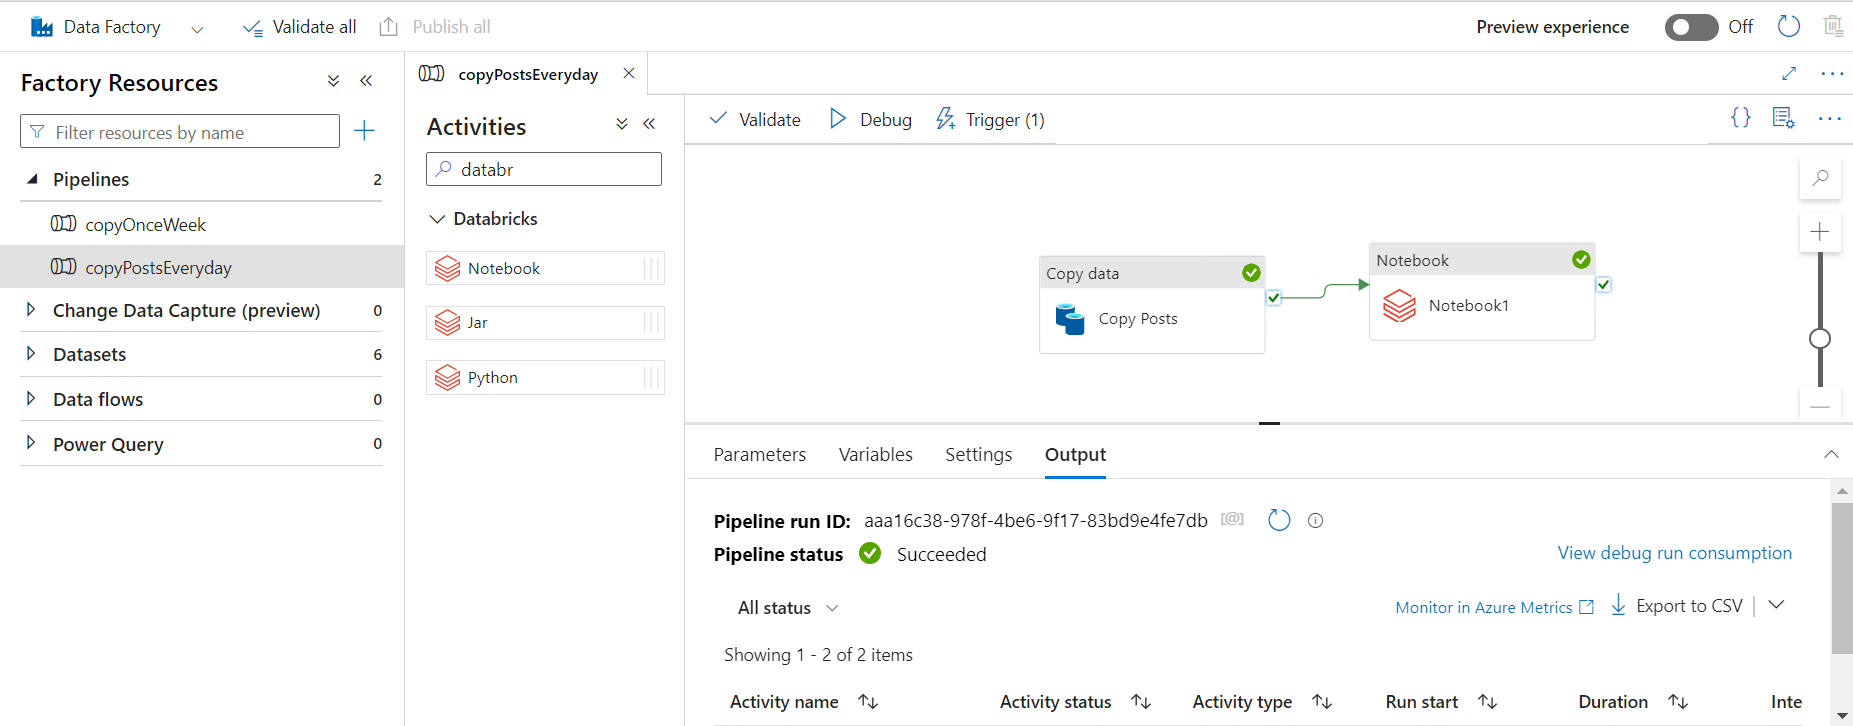 Data Factory
Validate all
Publish all
Preview experience
Off
Factory Resources
Filter resources by name
Pipelines 2
copyOnceWeek
copyPostsEveryday
Change Data Capture (preview) 0
Datasets 6
Data flows 0
Power Query 0
copyPostsEveryday
Activities
databr
Databricks
Notebook
Jar
Python
Validate
Debug
Trigger (1)
{}
Copy data
Copy Posts
Notebook
Notebook1
Parameters
Variables
Settings
Output
Pipeline run ID: aaa16c38-978f-4be6-9f17-83bd9e4fe7db [@]
Pipeline status Succeeded
View debug run consumption
All status
Monitor in Azure Metrics
Export to CSV
Showing 1 - 2 of 2 items
Activity name Activity status Activity type Run start Duration Inte